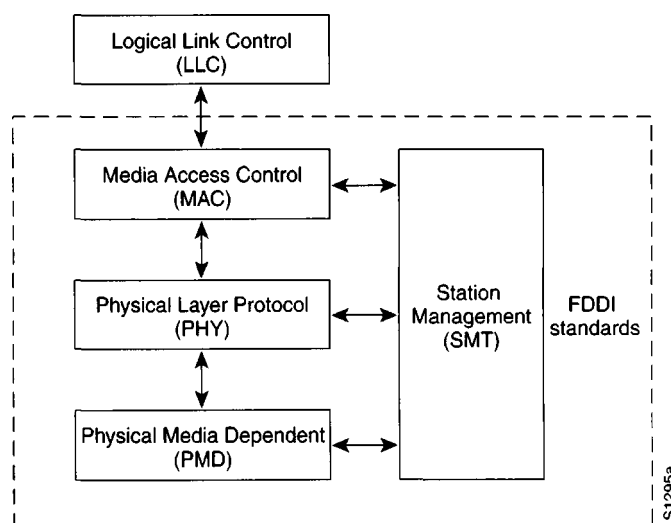 Logical Link Control
(LLC)
Media Access Control
(MAC)
Physical Layer Protocol
(PHY)
Physical Media Dependent
(PMD)
Station
Management
(SMT)
FDDI
standards
S1295a